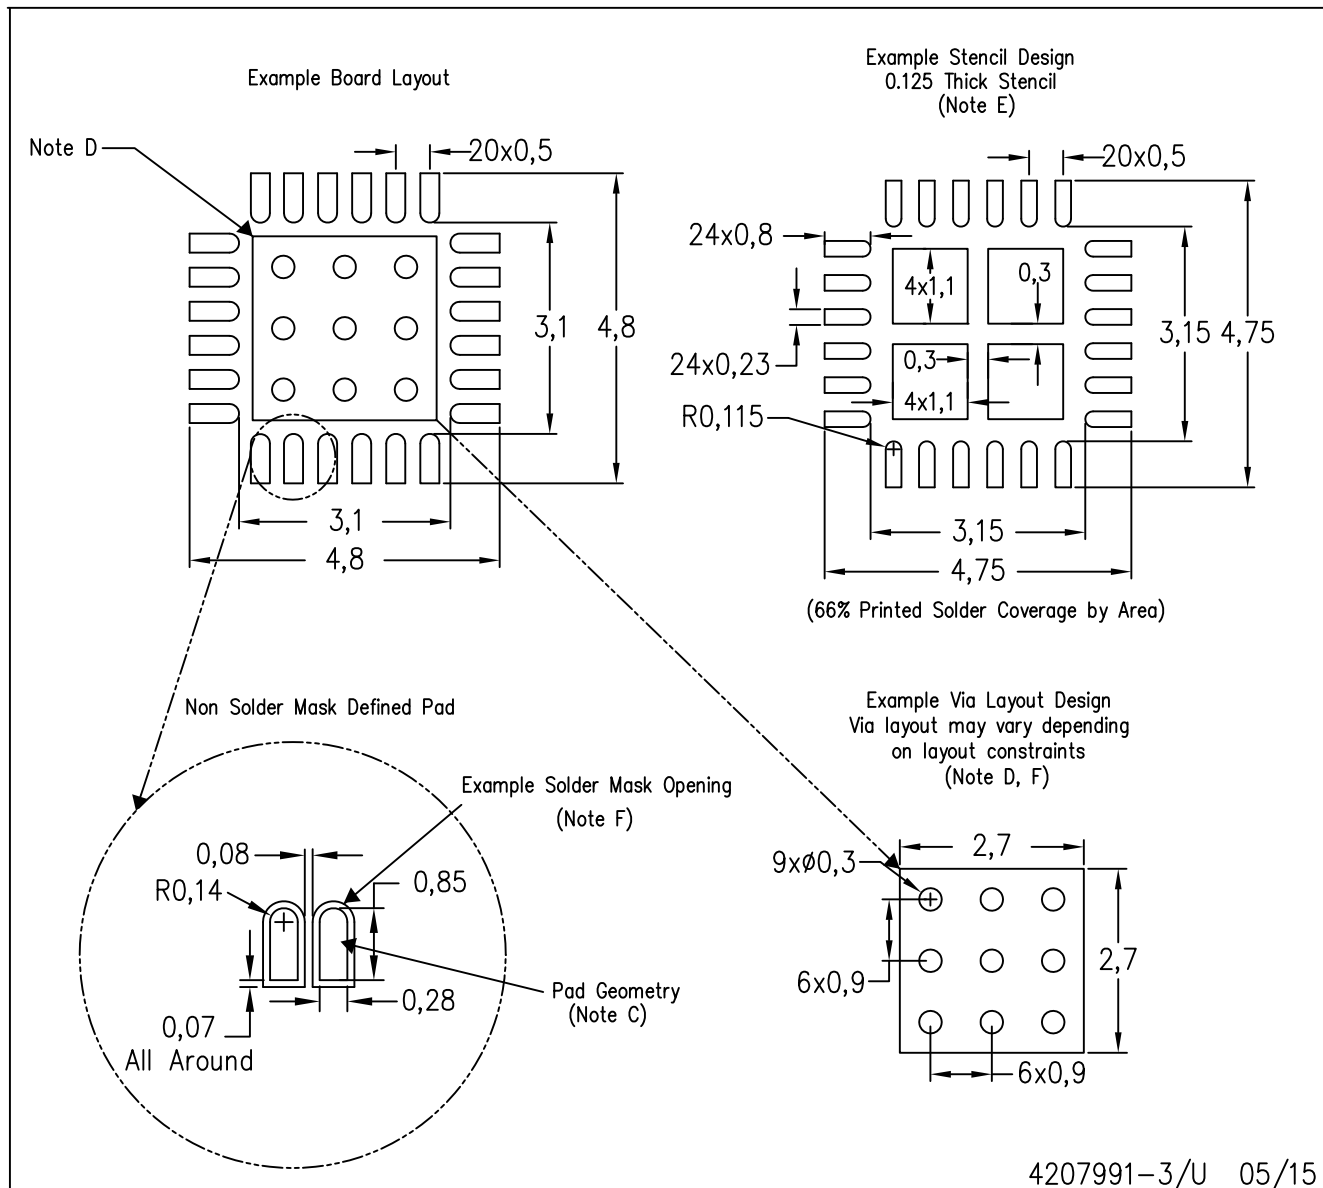 Example Board Layout
Note D
20x0,5
3,1
4,8
3,1
4,8
Example Stencil Design
0.125 Thick Stencil
(Note E)
20x0,5
24x0,8
4x1,1
0,3
3,15
4,75
24x0,23
0,3
4x1,1
R0,115
3,15
4,75
(66% Printed Solder Coverage by Area)
Non Solder Mask Defined Pad
Example Solder Mask Opening
(Note F)
0,08
R0,14
0,85
0,28
Pad Geometry
(Note C)
0,07
All Around
Example Via Layout Design
Via layout may vary depending
on layout constraints
(Note D, F)
2,7
9xø0,3
2,7
6x0,9
6x0,9
4207991-3/U 05/15